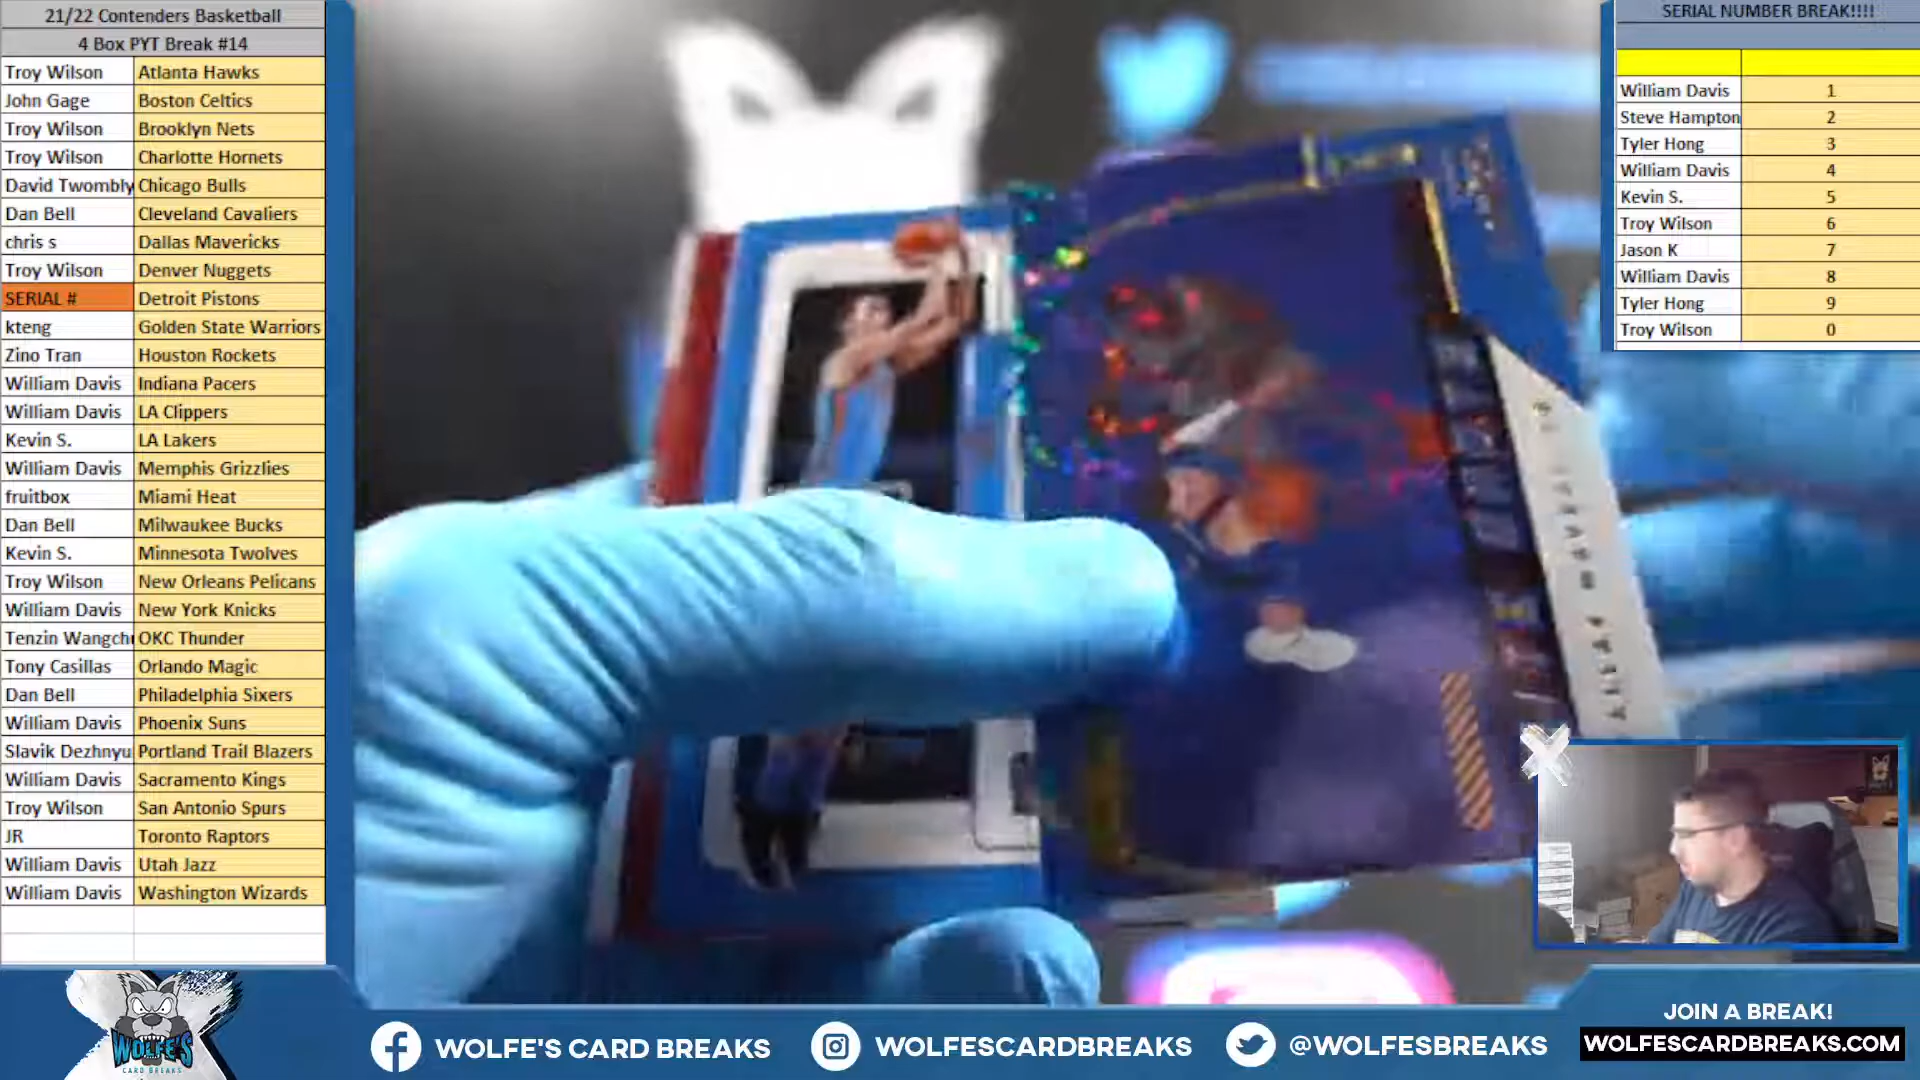 21/22 Contenders Basketball
4 Box PYT Break #14
Troy Wilson Atlanta Hawks
John Gage Boston Celtics
Troy Wilson Brooklyn Nets
Troy Wilson Charlotte Hornets
David Twombly Chicago Bulls
Dan Bell Cleveland Cavaliers
chris s Dallas Mavericks
Troy Wilson Denver Nuggets
SERIAL # Detroit Pistons
kteng Golden State Warriors
Zino Tran Houston Rockets
William Davis Indiana Pacers
William Davis LA Clippers
Kevin S. LA Lakers
William Davis Memphis Grizzlies
fruitbox Miami Heat
Dan Bell Milwaukee Bucks
Kevin S. Minnesota Twolves
Troy Wilson New Orleans Pelicans
William Davis New York Knicks
Tenzin Wangch OKC Thunder
Tony Casillas Orlando Magic
Dan Bell Philadelphia Sixers
William Davis Phoenix Suns
Slavik Dezhnyu Portland Trail Blazers
William Davis Sacramento Kings
Troy Wilson San Antonio Spurs
JR Toronto Raptors
William Davis Utah Jazz
William Davis Washington Wizards
SERIAL NUMBER BREAK!!!!
William Davis 1
Steve Hampton 2
Tyler Hong 3
William Davis 4
Kevin S. 5
Troy Wilson 6
Jason K 7
William Davis 8
Tyler Hong 9
Troy Wilson 0
WOLFE'S
CARD BREAKS
WOLFE'S CARD BREAKS
WOLFESCARDBREAKS
@WOLFESBREAKS
JOIN A BREAK!
WOLFESCARDBREAKS.COM